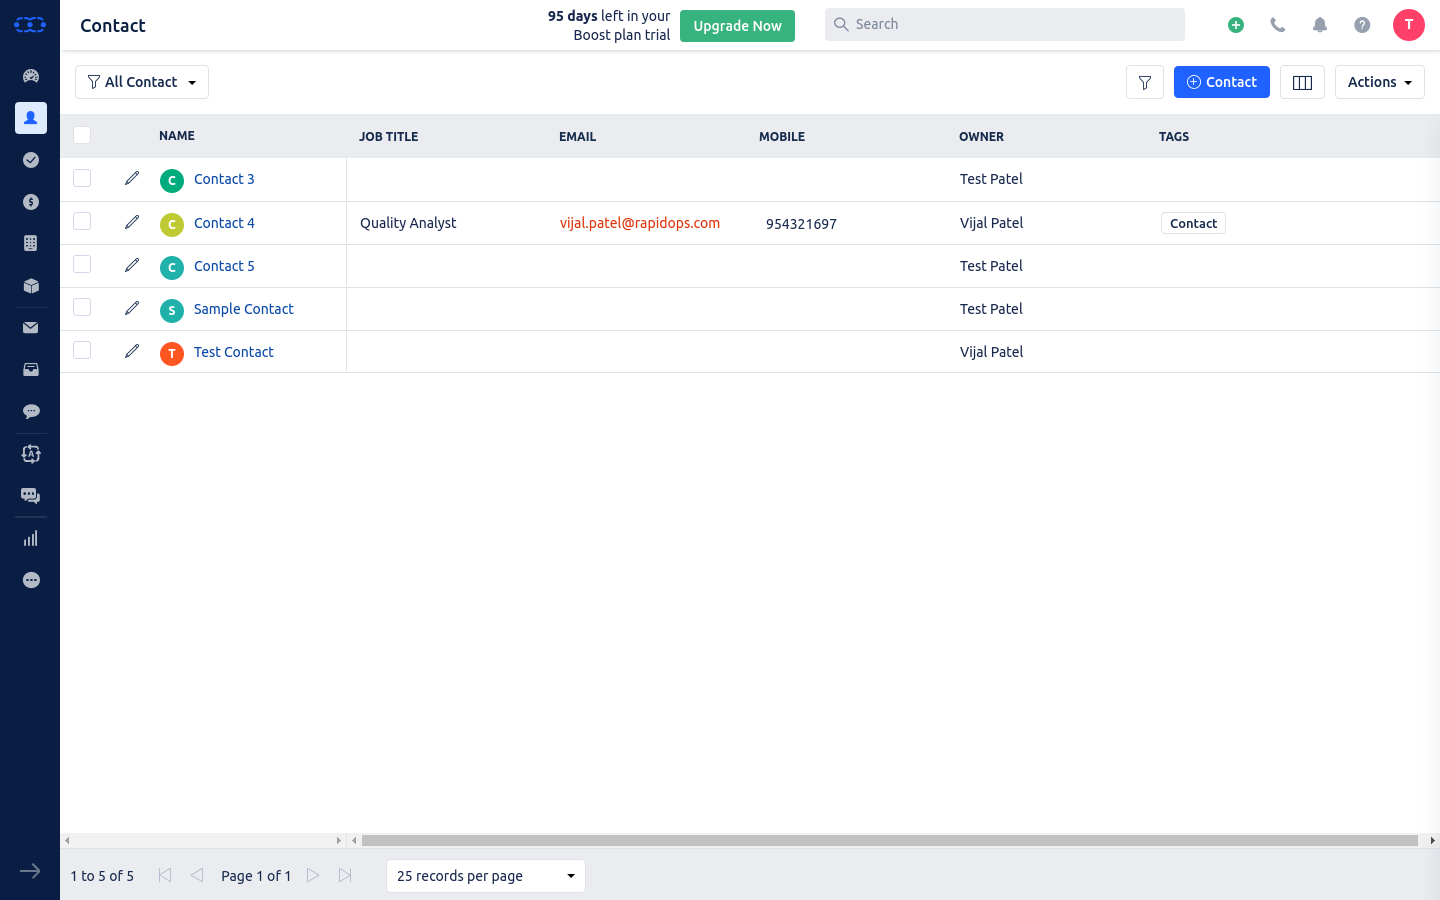 Contact
95 days left in your
Boost plan trial
Upgrade Now
Search
T
All Contact
Contact
Actions
NAME JOB TITLE EMAIL MOBILE OWNER TAGS
C Contact 3 Test Patel
C Contact 4 Quality Analyst vijal.patel@rapidops.com 954321697 Vijal Patel Contact
C Contact 5 Test Patel
S Sample Contact Test Patel
T Test Contact Vijal Patel
1 to 5 of 5 Page 1 of 1 25 records per page